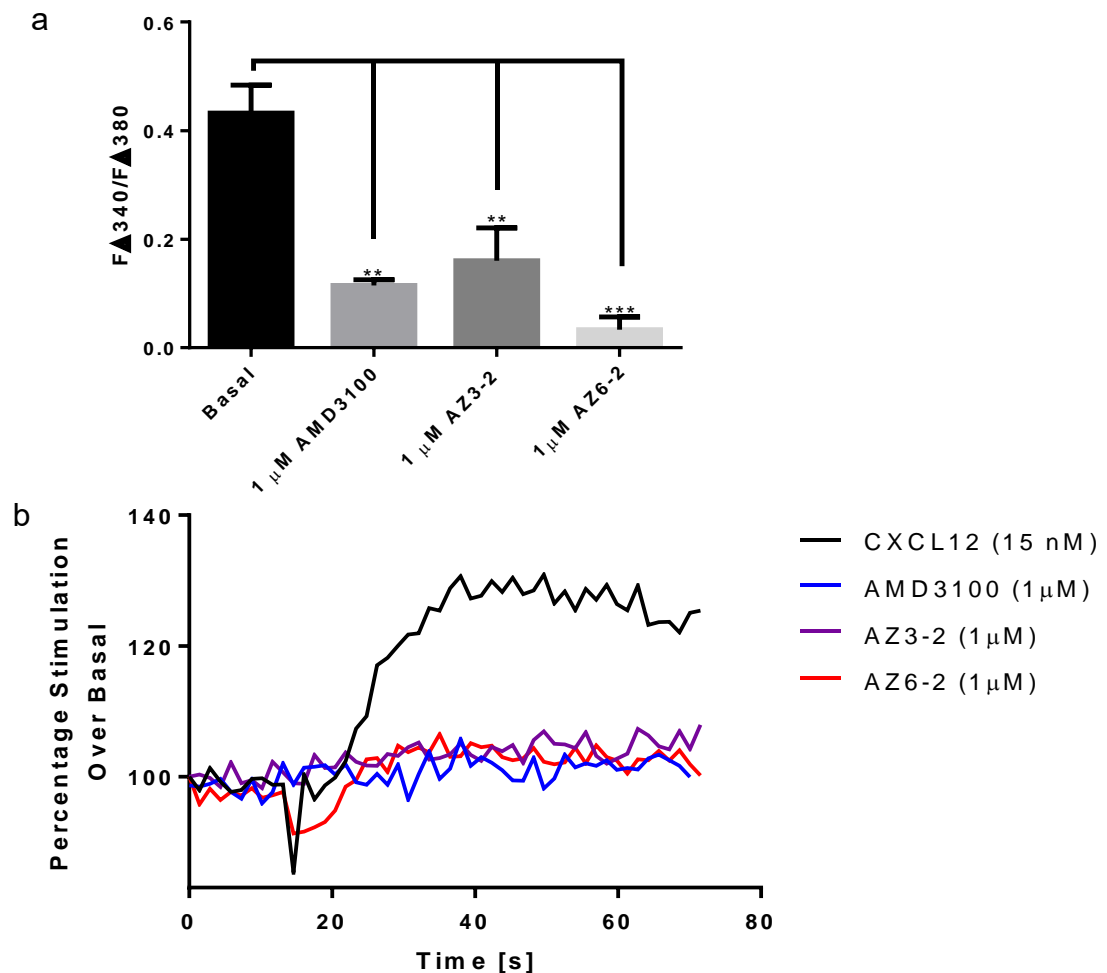 a
0.6
0.4
0.2
0.0
F▲340/F▲380
**
**
***
Basal
1 μM AMD3100
1 μM AZ3-2
1μM AZ6-2
b
140
120
100
Percentage Stimulation
Over Basal
0
20
40
60
80
Time [s]
CXCL12 (15 nM)
AMD3100 (1μM)
AZ3-2 (1μM)
AZ6-2 (1μM)